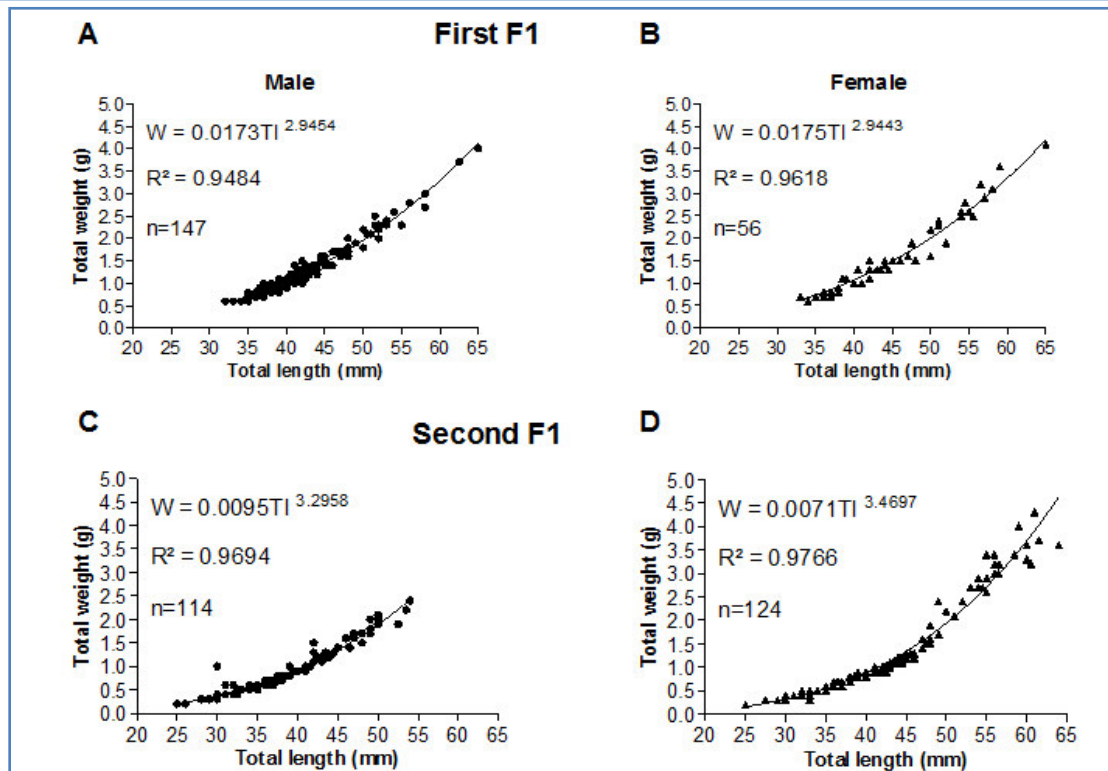 A
First F1
B
Male
Female
Total weight (g)
5.0
4.5
4.0
3.5
3.0
2.5
2.0
1.5
1.0
0.5
0.0
W = 0.0173Tl 2.9454
R² = 0.9484
n=147
20 25 30 35 40 45 50 55 60 65
Total length (mm)
Total weight (g)
5.0
4.5
4.0
3.5
3.0
2.5
2.0
1.5
1.0
0.5
0.0
W = 0.0175Tl 2.9443
R² = 0.9618
n=56
20 25 30 35 40 45 50 55 60 65
Total length (mm)
C
Second F1
D
Total weight (g)
5.0
4.5
4.0
3.5
3.0
2.5
2.0
1.5
1.0
0.5
0.0
W = 0.0095Tl 3.2958
R² = 0.9694
n=114
20 25 30 35 40 45 50 55 60 65
Total length (mm)
Total weight (g)
5.0
4.5
4.0
3.5
3.0
2.5
2.0
1.5
1.0
0.5
0.0
W = 0.0071Tl 3.4697
R² = 0.9766
n=124
20 25 30 35 40 45 50 55 60 65
Total length (mm)